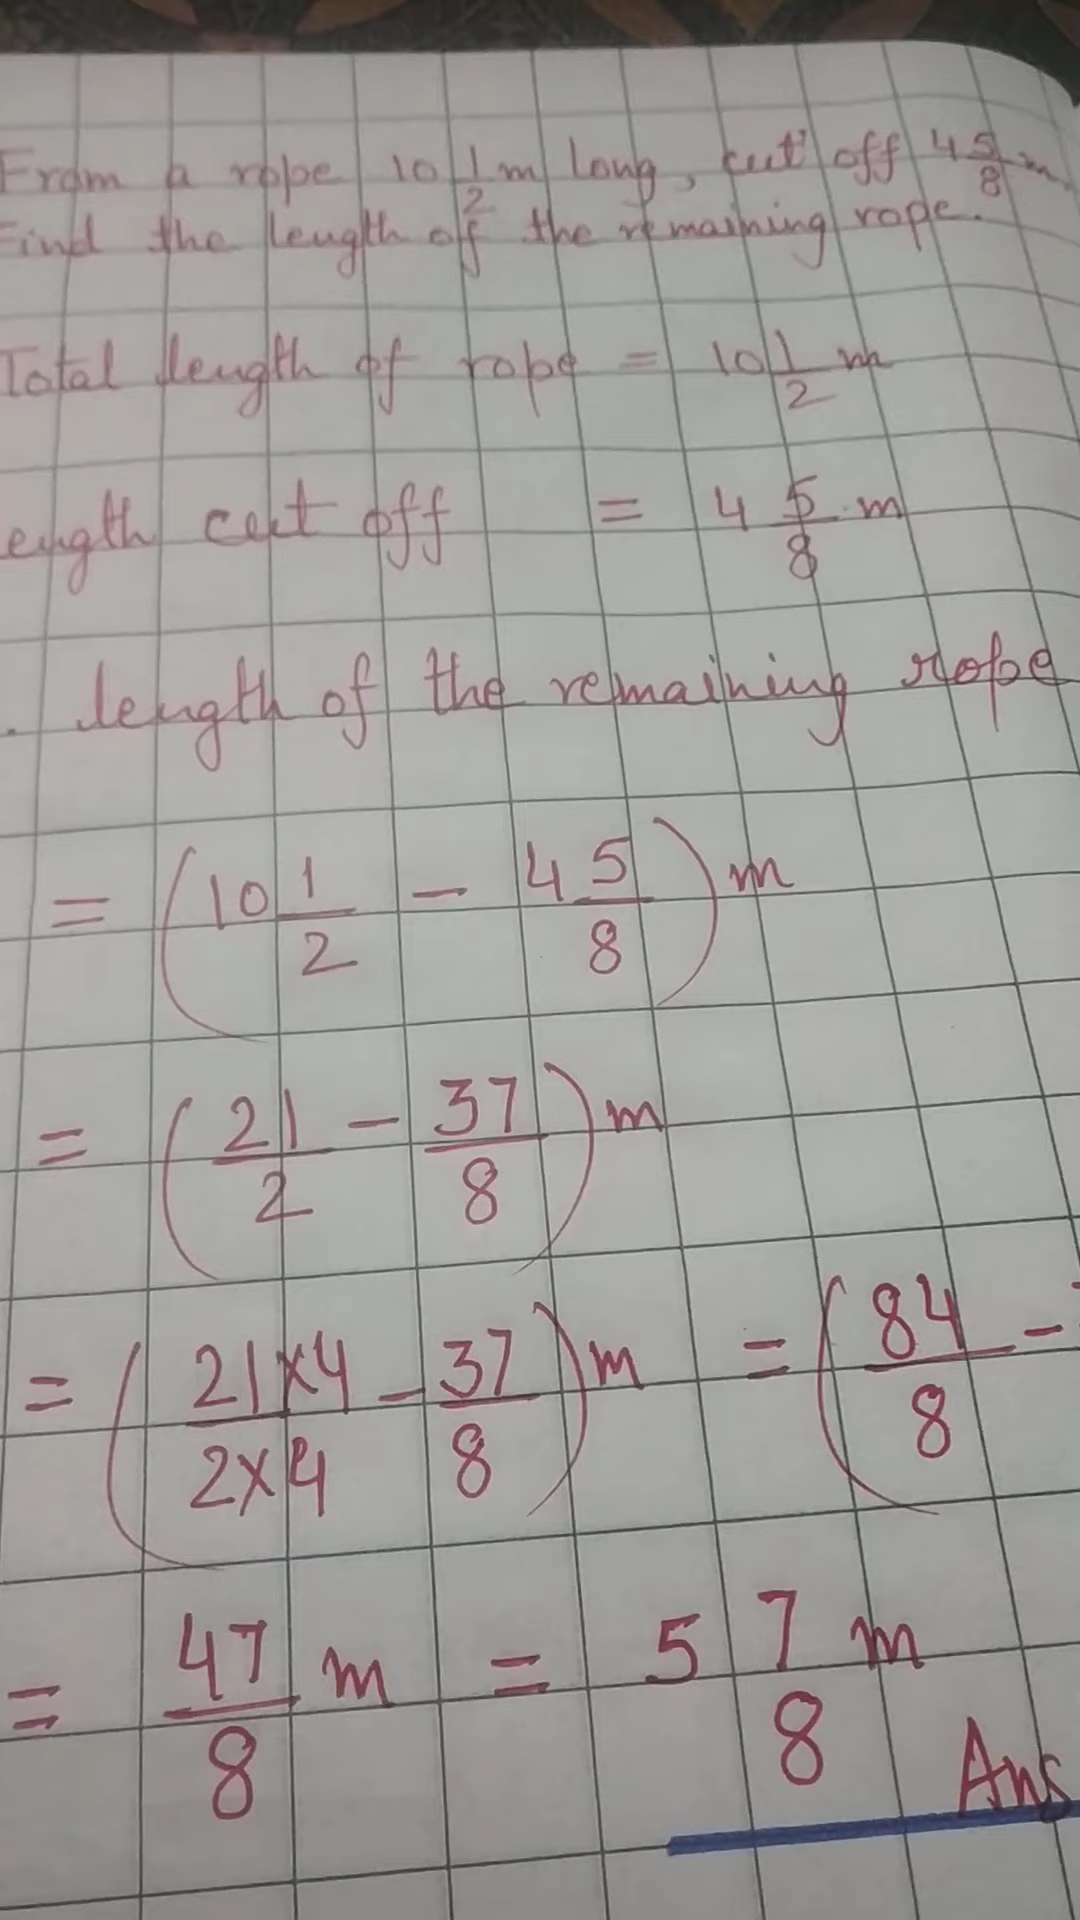 From a rope 10 1/2 m long, cut off 4 5/8 m.
Find the length of the remaining rope.
Total length of rope = 10 1/2 m
ength cut off = 4 5/8 m
. length of the remaining rope
= (10 1/2 - 4 5/8) m
= (21/2 - 37/8) m
= (21×4/2×4 - 37/8) m = (84/8 -
= 47/8 m = 5 7/8 m
Ans